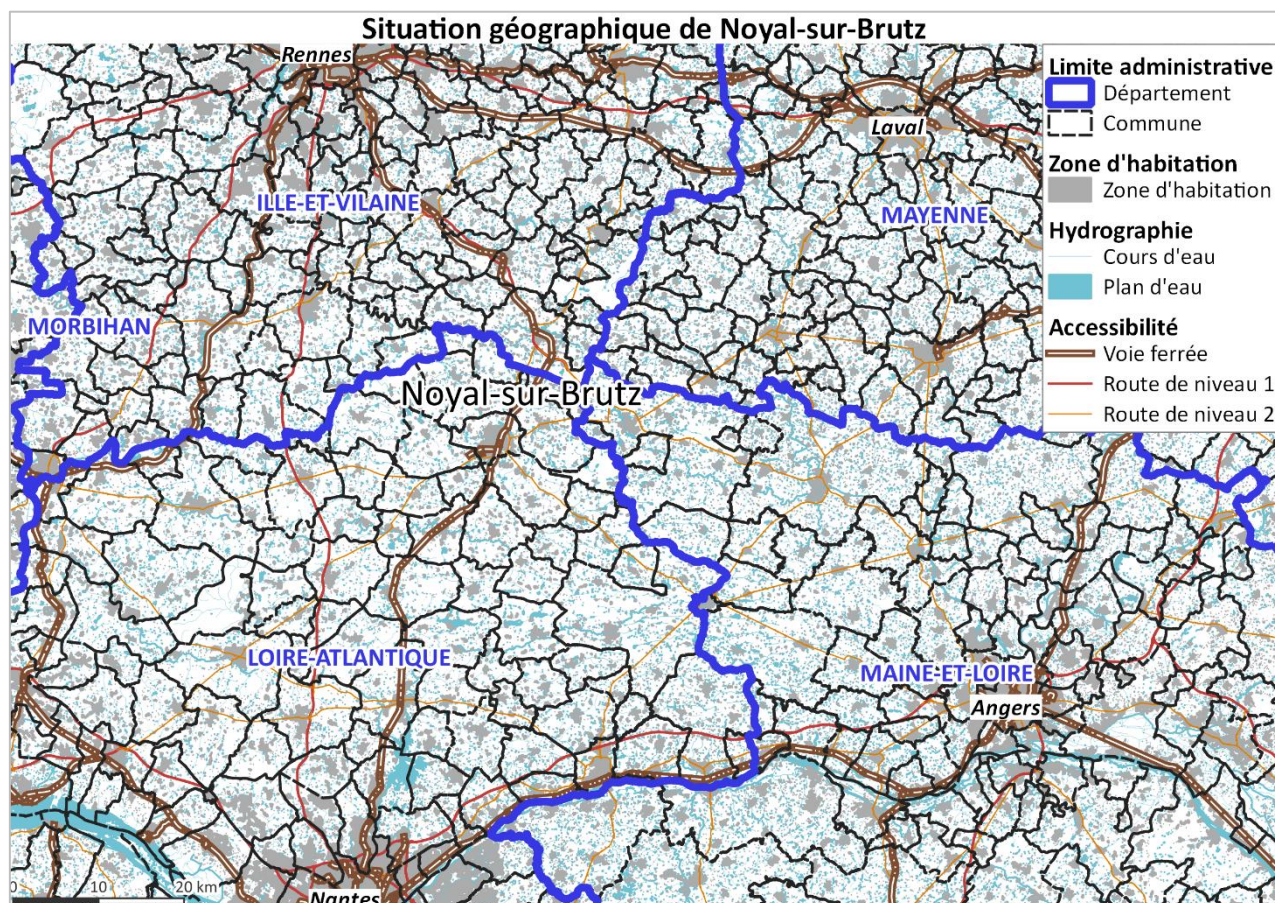 Situation géographique de Noyal-sur-Brutz
Rennes
Laval
ILLE-ET-VILAINE
MAYENNE
MORBIHAN
Noyal-sur-Brutz
LOIRE-ATLANTIQUE
MAINE-ET-LOIRE
Angers
Nantes
0 10 20 km
Limite administrative
Département
Commune
Zone d'habitation
Zone d'habitation
Hydrographie
Cours d'eau
Plan d'eau
Accessibilité
Voie ferrée
Route de niveau 1
Route de niveau 2